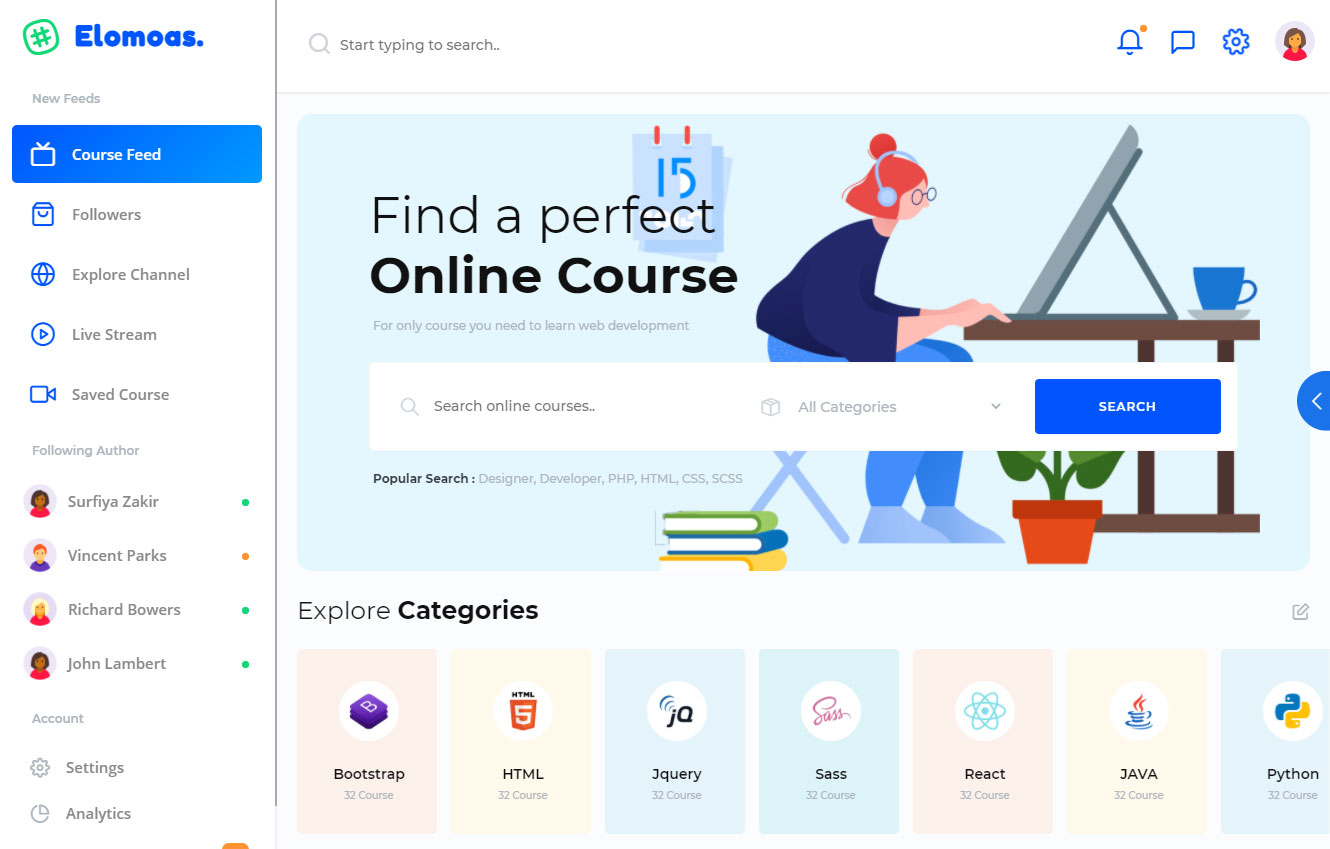 Elomoas.
Start typing to search..
New Feeds
Course Feed
Followers
Explore Channel
Live Stream
Saved Course
Following Author
Surfiya Zakir
Vincent Parks
Richard Bowers
John Lambert
Account
Settings
Analytics
15
Find a perfect
Online Course
For only course you need to learn web development
Search online courses..
All Categories
SEARCH
Popular Search : Designer, Developer, PHP, HTML, CSS, SCSS
Explore Categories
B
Bootstrap
32 Course
HTML
5
HTML
32 Course
jQ
Jquery
32 Course
Sass
Sass
32 Course
React
32 Course
JAVA
32 Course
Python
32 Course